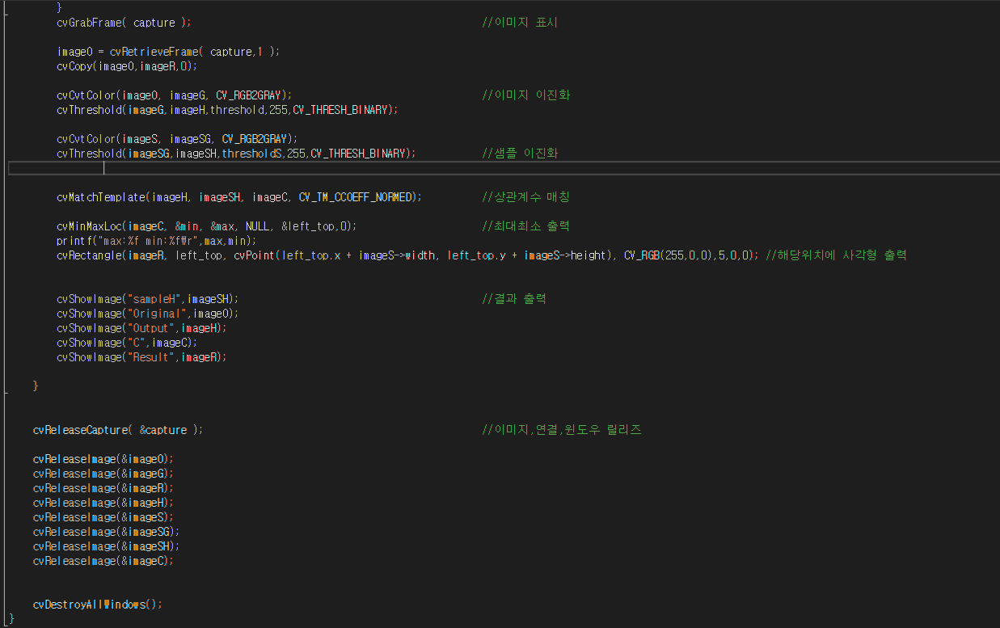 }
cvGrabFrame( capture ); //이미지 표시
imageO = cvRetrieveFrame( capture,1 );
cvCopy(imageO,imageR,0);
cvCvtColor(imageO, imageG, CV_RGB2GRAY); //이미지 이진화
cvThreshold(imageG,imageH,threshold,255,CV_THRESH_BINARY);
cvCvtColor(imageS, imageSG, CV_RGB2GRAY);
cvThreshold(imageSG,imageSH,thresholdS,255,CV_THRESH_BINARY); //샘플 이진화
cvMatchTemplate(imageH, imageSH, imageC, CV_TM_CCOEFF_NORMED); //상관계수 매칭
cvMinMaxLoc(imageC, &min, &max, NULL, &left_top,0); //최대최소 출력
printf("max:%f min:%f₩r",max,min);
cvRectangle(imageR, left_top, cvPoint(left_top.x + imageS->width, left_top.y + imageS->height), CV_RGB(255,0,0),5,0,0); //해당위치에 사각형 출력
cvShowImage("sampleH",imageSH); //결과 출력
cvShowImage("Original",imageO);
cvShowImage("Output",imageH);
cvShowImage("C",imageC);
cvShowImage("Result",imageR);
}
cvReleaseCapture( &capture ); //이미지,연결,윈도우 릴리즈
cvReleaseImage(&imageO);
cvReleaseImage(&imageG);
cvReleaseImage(&imageR);
cvReleaseImage(&imageH);
cvReleaseImage(&imageS);
cvReleaseImage(&imageSG);
cvReleaseImage(&imageSH);
cvReleaseImage(&imageC);
cvDestroyAllWindows();
}